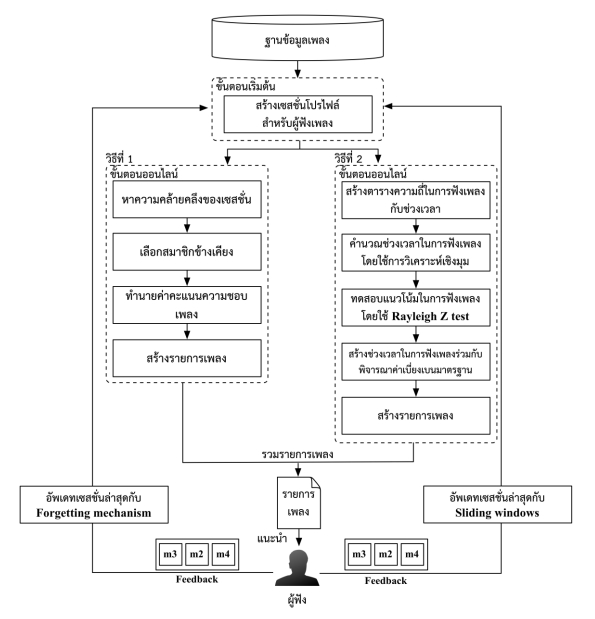 ฐานข้อมูลเพลง
ขั้นตอนเริ่มต้น
สร้างเซสชั่นโปรไฟล์
สำหรับผู้ฟังเพลง
วิธีที่ 1
ขั้นตอนออนไลน์
หาความคล้ายคลึงของเซสชั่น
เลือกสมาชิกข้างเคียง
ทำนายค่าคะแนนความชอบ
เพลง
สร้างรายการเพลง
วิธีที่ 2
ขั้นตอนออนไลน์
สร้างตารางความถี่ในการฟังเพลง
กับช่วงเวลา
คำนวณช่วงเวลาในการฟังเพลง
โดยใช้การวิเคราะห์เชิงมุม
ทดสอบแนวโน้มในการฟังเพลง
โดยใช้ Rayleigh Z test
สร้างช่วงเวลาในการฟังเพลงร่วมกับ
พิจารณาค่าเบี่ยงเบนมาตรฐาน
สร้างรายการเพลง
รวมรายการเพลง
อัพเดทเซสชั่นล่าสุดกับ
Forgetting mechanism
รายการ
เพลง
อัพเดทเซสชั่นล่าสุดกับ
Sliding windows
แนะนำ
m3 m2 m4
Feedback
m3 m2 m4
Feedback
ผู้ฟัง